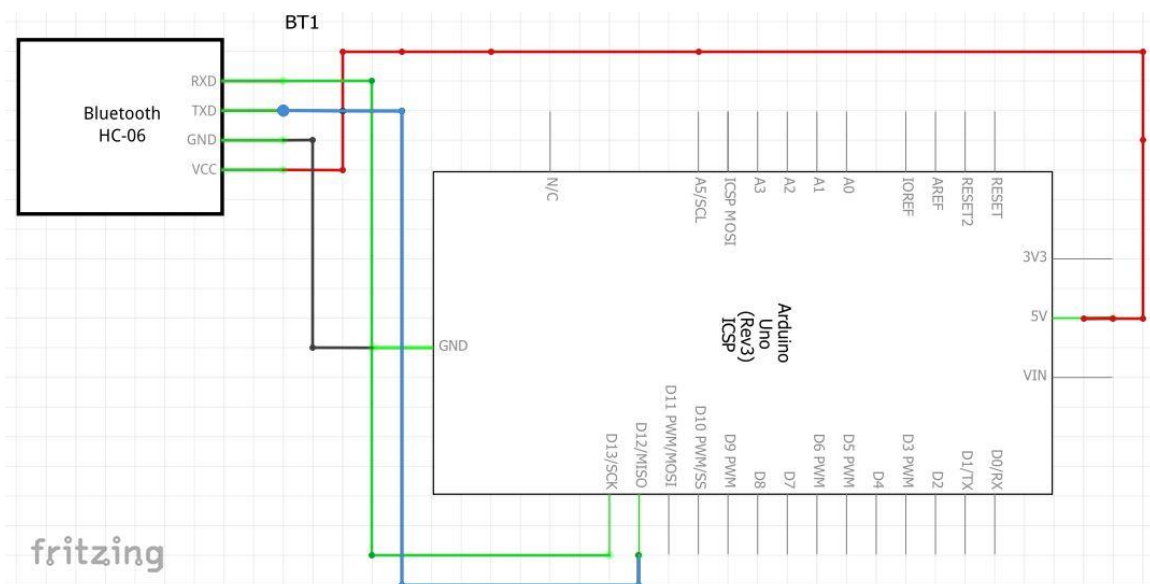 BT1
RXD
TXD
GND
VCC
Bluetooth
HC-06
N/C
A5/SCL
ICSP MOSI
A3
A2
A1
A0
IOREF
AREF
RESET2
RESET
3V3
5V
VIN
GND
Arduino
Uno
(Rev3)
ICSP
D13/SCK
D12/MISO
D11 PWM/MOSI
D10 PWM/SS
D9 PWM
D8
D7
D6 PWM
D5 PWM
D4
D3 PWM
D2
D1/TX
D0/RX
fritzing